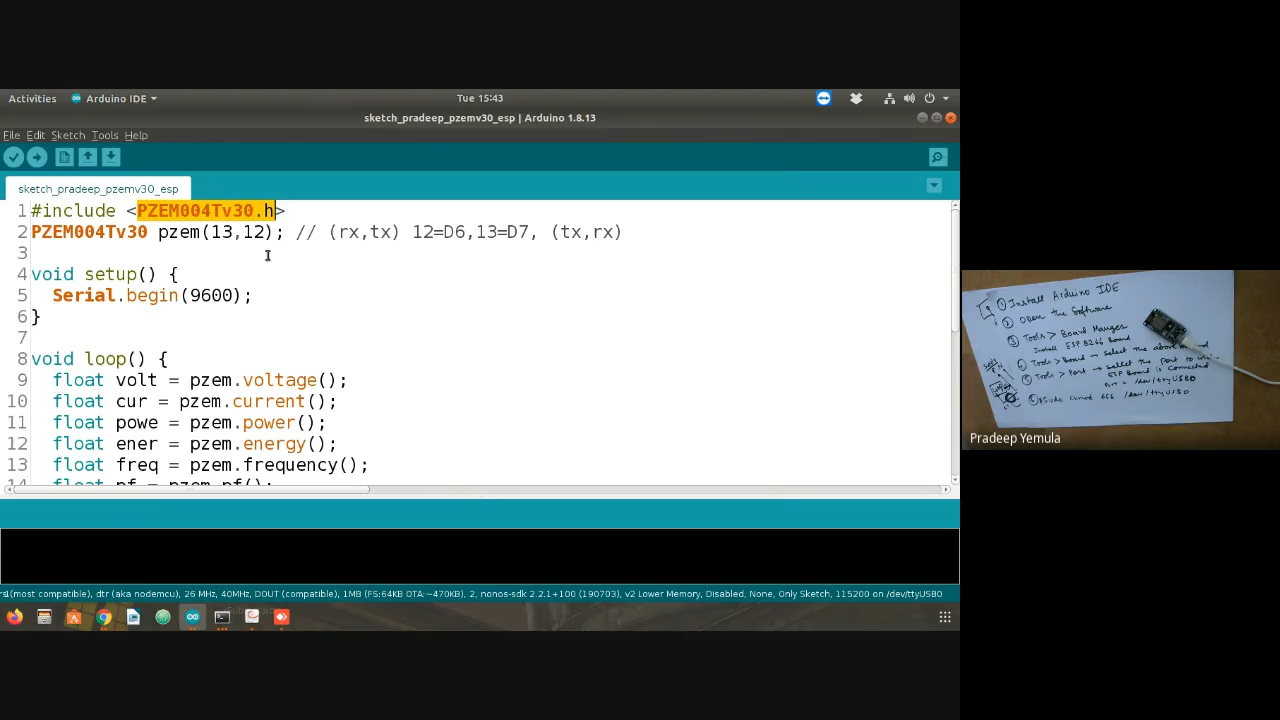 Activities Arduino IDE Tue 15:43
sketch_pradeep_pzemv30_esp | Arduino 1.8.13
File Edit Sketch Tools Help
sketch_pradeep_pzemv30_esp
1 #include <PZEM004Tv30.h>
2 PZEM004Tv30 pzem(13,12); // (rx,tx) 12=D6,13=D7, (tx,rx)
3
4 void setup() {
5 Serial.begin(9600);
6 }
7
8 void loop() {
9 float volt = pzem.voltage();
10 float cur = pzem.current();
11 float powe = pzem.power();
12 float ener = pzem.energy();
13 float freq = pzem.frequency();
14 float pf = pzem.pf();
rs1(most compatible), dtr (aka nodemcu), 26 MHz, 40MHz, DOUT (compatible), 1MB (FS:64KB OTA:~470KB), 2, nonos-sdk 2.2.1+100 (190703), v2 Lower Memory, Disabled, None, Only Sketch, 115200 on /dev/ttyUSB0
① Install Arduino IDE
② Open the Software
③ Tools > Board Manger
Install ESP 8266 Board
④ Tools > Board → Select the above
⑤ Tools > Port → Select the port to
ESP Board is connected
Port = /dev/ttyUSB0
⑥ $Sudo chmod 666 /dev/ttyUSB0
Pradeep Yemula